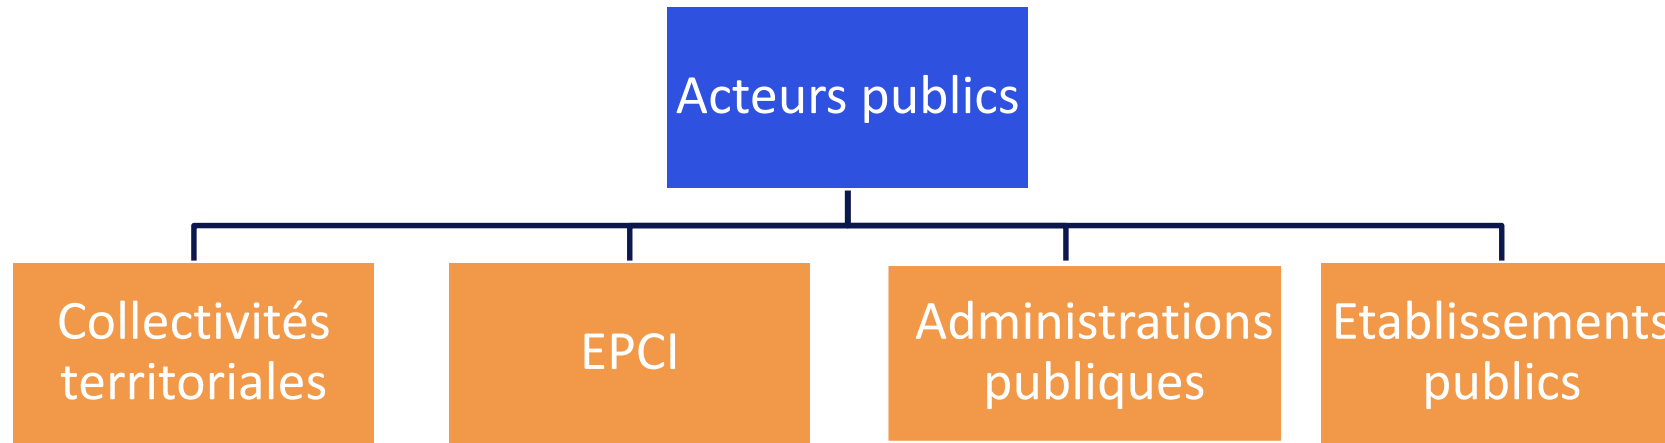 Acteurs publics
Collectivités
territoriales
EPCI
Administrations
publiques
Etablissements
publics